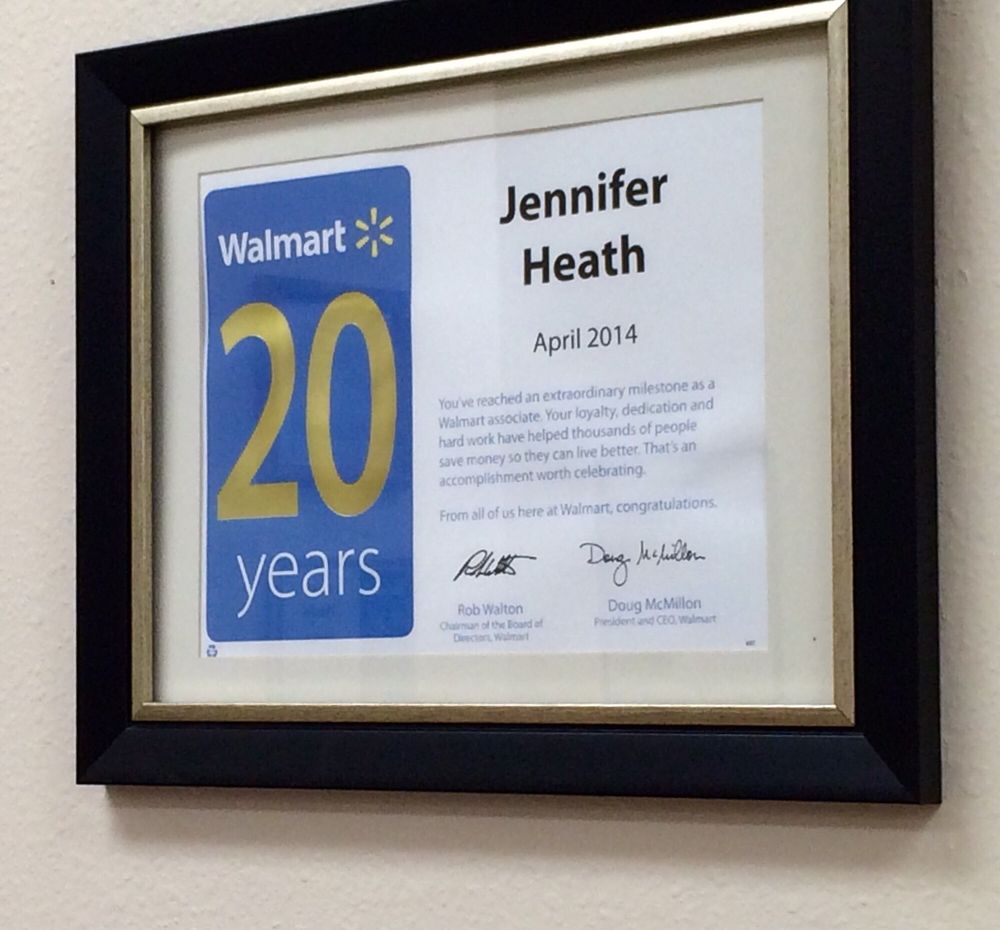 Walmart
20
years
Jennifer
Heath
April 2014
You've reached an extraordinary milestone as a
Walmart associate. Your loyalty, dedication and
hard work have helped thousands of people
save money so they can live better. That's an
accomplishment worth celebrating.
From all of us here at Walmart, congratulations.
Doug McMillon
Rob Walton
Chairman of the Board of
Directors, Walmart
Doug McMillon
President and CEO, Walmart